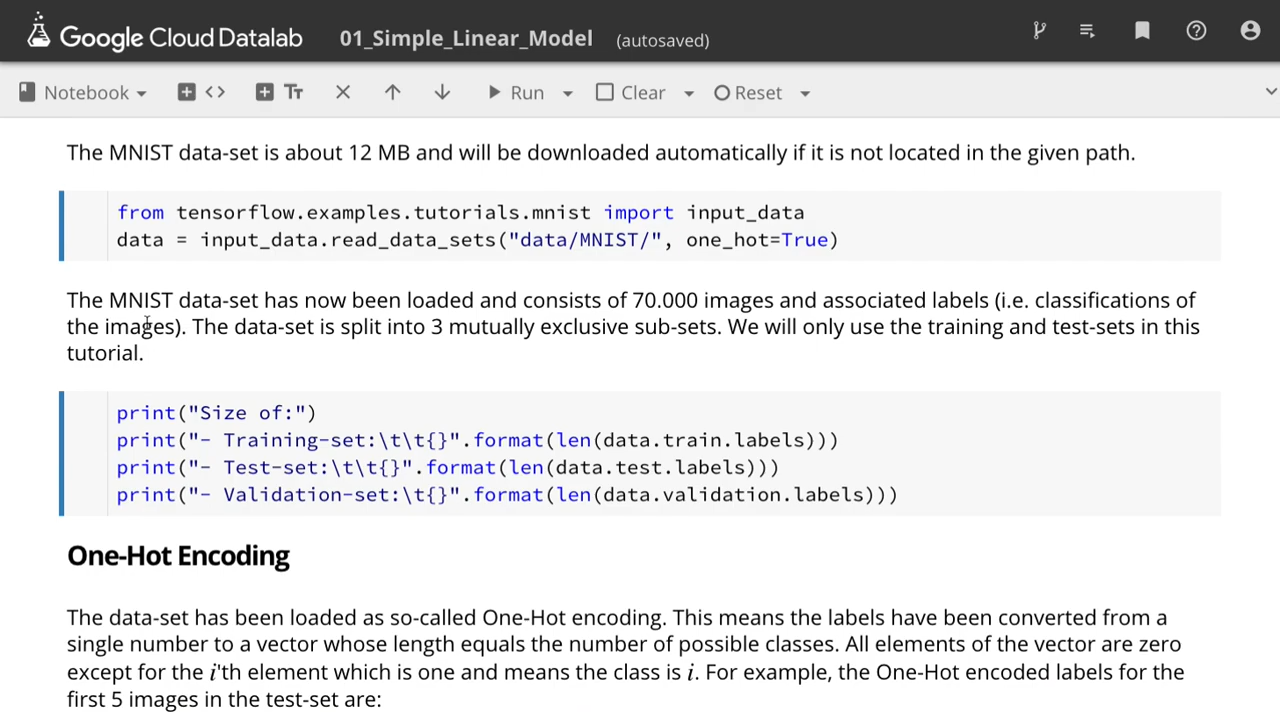 Google Cloud Datalab 01_Simple_Linear_Model (autosaved)
Notebook Run Clear Reset
The MNIST data-set is about 12 MB and will be downloaded automatically if it is not located in the given path.
from tensorflow.examples.tutorials.mnist import input_data
data = input_data.read_data_sets("data/MNIST/", one_hot=True)
The MNIST data-set has now been loaded and consists of 70.000 images and associated labels (i.e. classifications of
the images). The data-set is split into 3 mutually exclusive sub-sets. We will only use the training and test-sets in this
tutorial.
print("Size of:")
print("- Training-set:\t\t{}".format(len(data.train.labels)))
print("- Test-set:\t\t{}".format(len(data.test.labels)))
print("- Validation-set:\t{}".format(len(data.validation.labels)))
One-Hot Encoding
The data-set has been loaded as so-called One-Hot encoding. This means the labels have been converted from a
single number to a vector whose length equals the number of possible classes. All elements of the vector are zero
except for the i'th element which is one and means the class is i. For example, the One-Hot encoded labels for the
first 5 images in the test-set are: